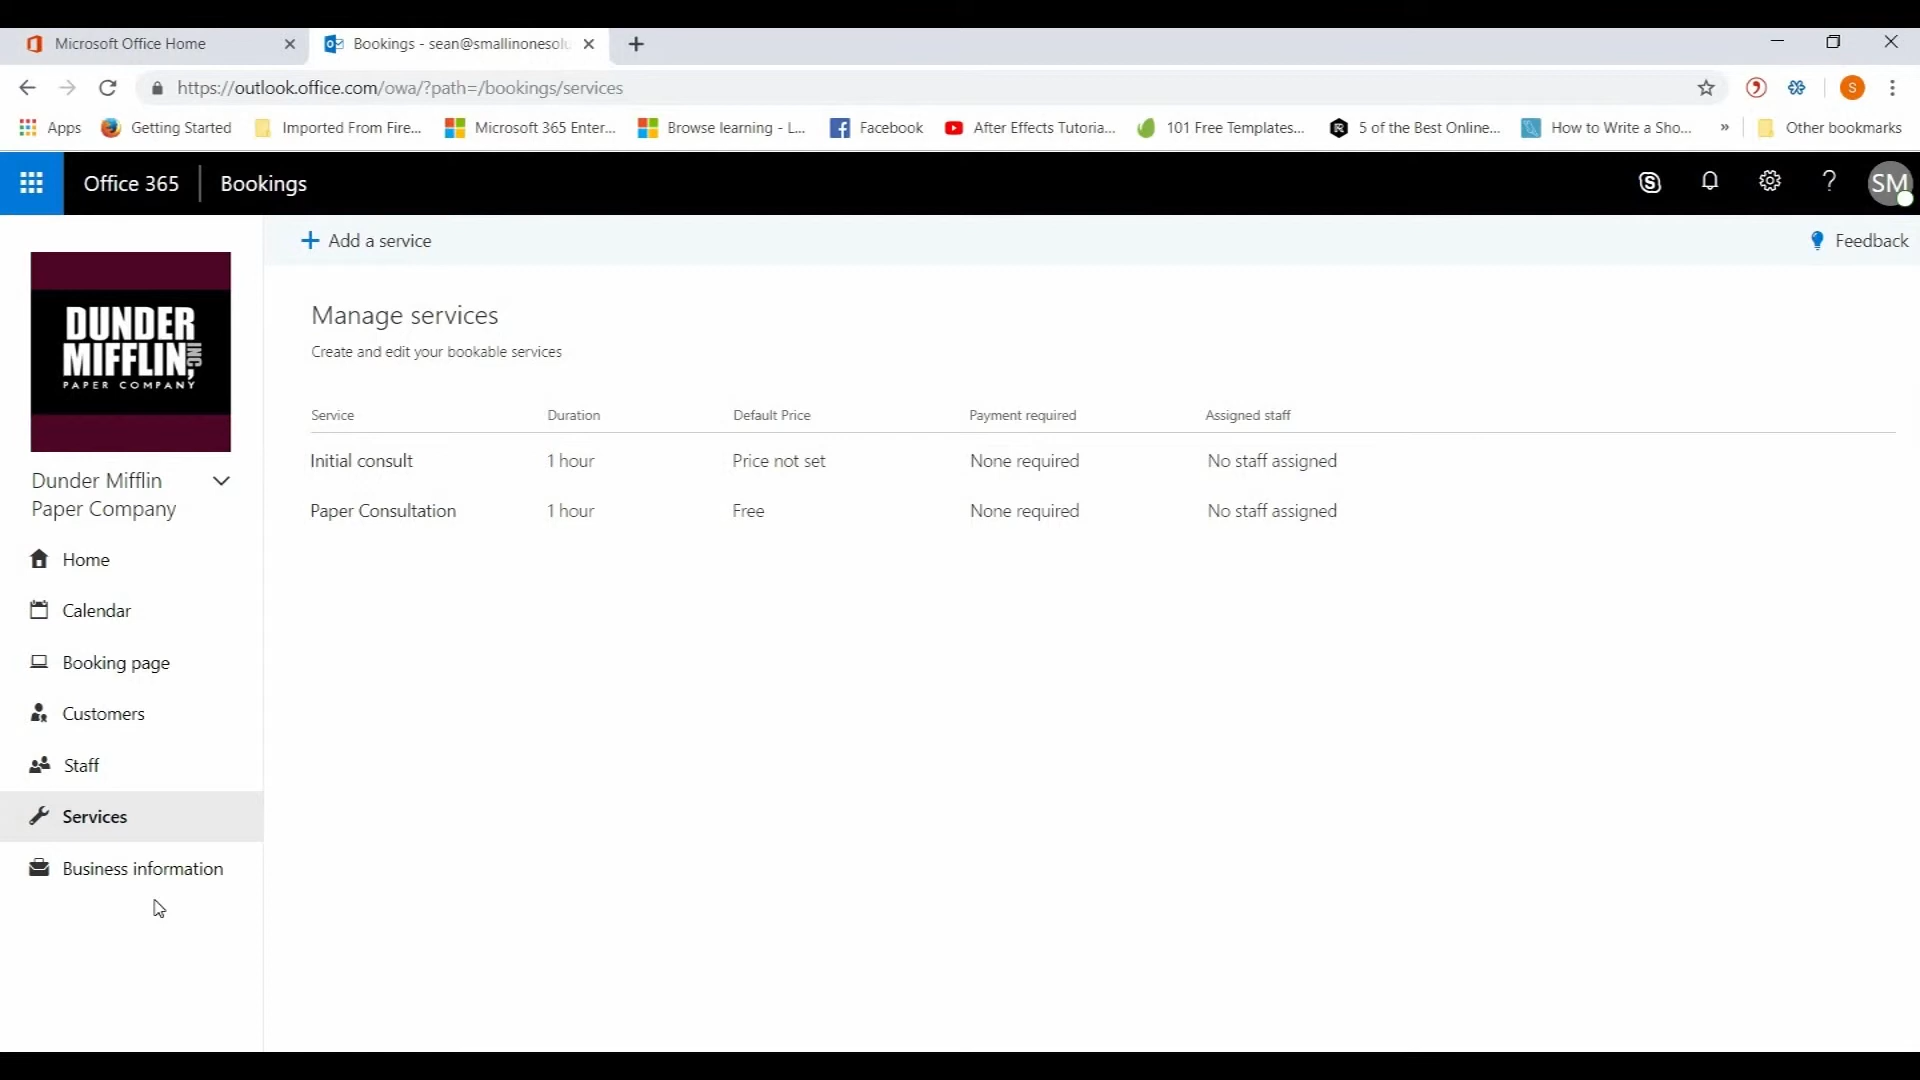 Microsoft Office Home
Bookings - sean@smallinonesolu
https://outlook.office.com/owa/?path=/bookings/services
S
Apps
Getting Started
Imported From Fire...
Microsoft 365 Enter...
Browse learning - L...
Facebook
After Effects Tutoria...
101 Free Templates...
5 of the Best Online...
How to Write a Sho...
»
Other bookmarks
Office 365
Bookings
?
SM
Add a service
Feedback
DUNDER
MIFFLIN, INC
PAPER COMPANY
Dunder Mifflin
Paper Company
Home
Calendar
Booking page
Customers
Staff
Services
Business information
Manage services
Create and edit your bookable services
Service Duration Default Price Payment required Assigned staff
Initial consult 1 hour Price not set None required No staff assigned
Paper Consultation 1 hour Free None required No staff assigned